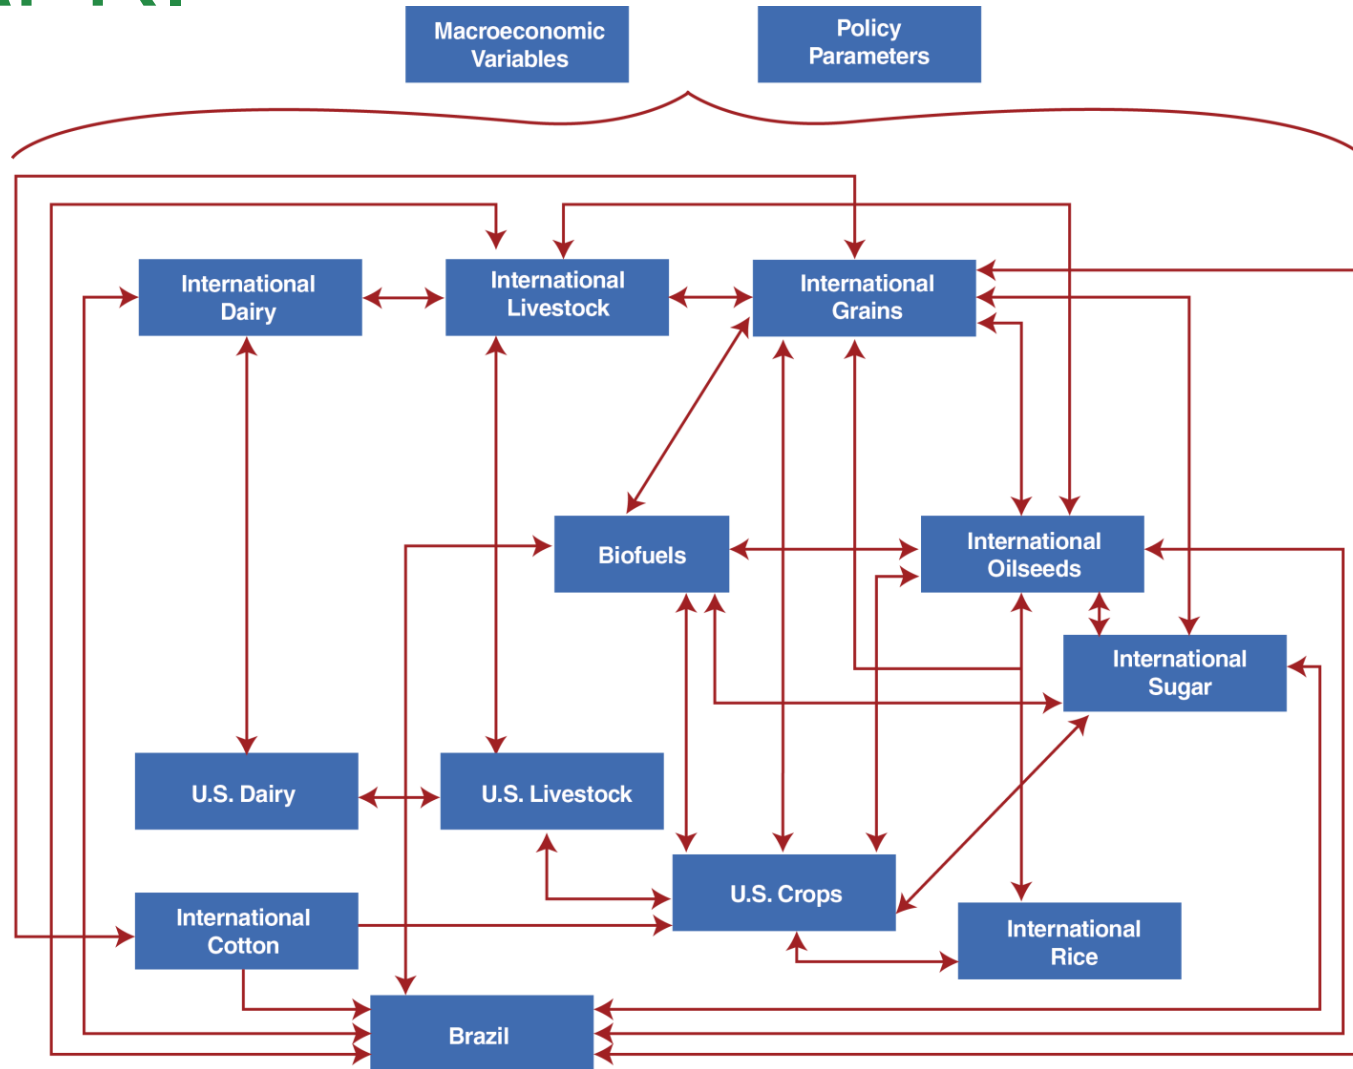 Macroeconomic
Variables
Policy
Parameters
International
Dairy
International
Livestock
International
Grains
Biofuels
International
Oilseeds
International
Sugar
U.S. Dairy
U.S. Livestock
U.S. Crops
International
Cotton
International
Rice
Brazil